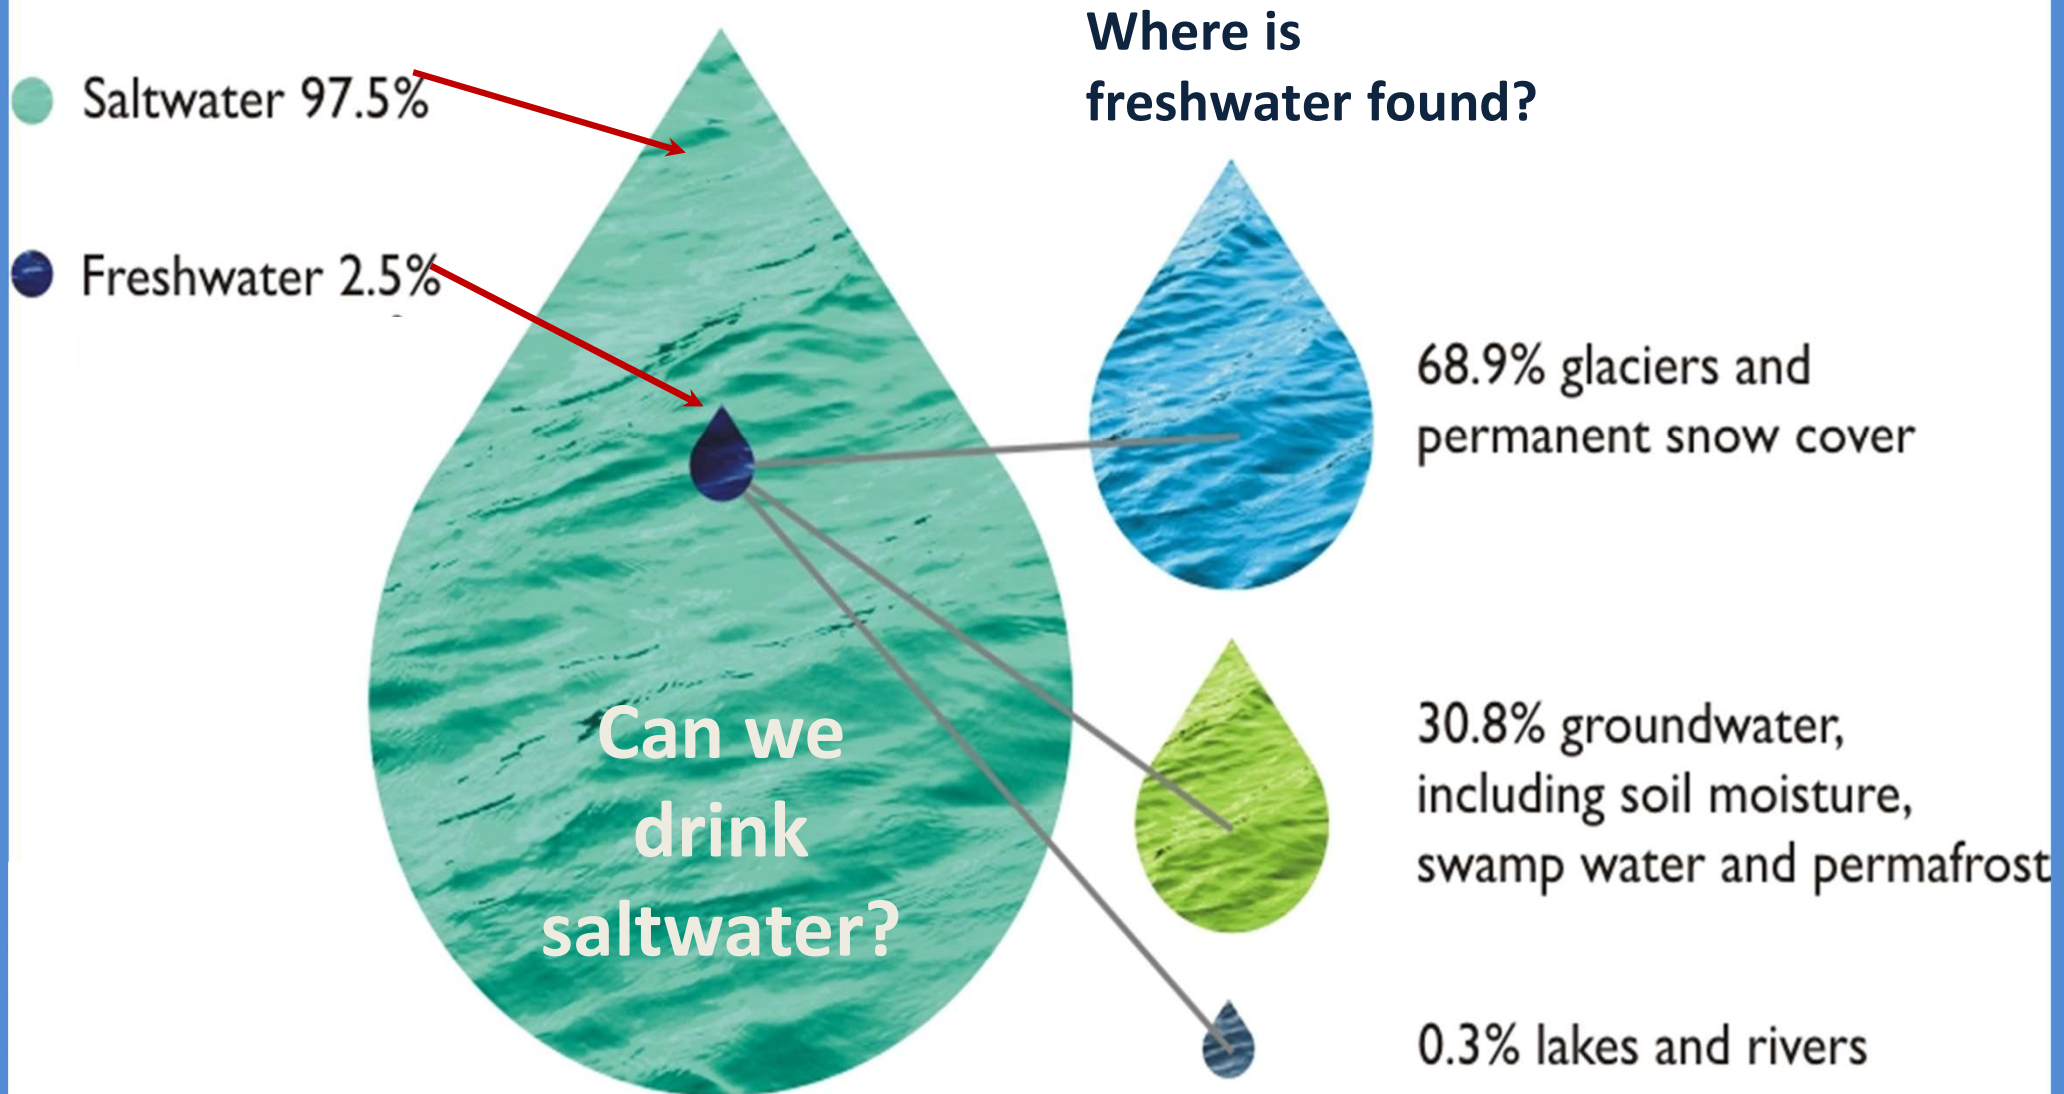 Saltwater 97.5%
Freshwater 2.5%
Can we
drink
saltwater?
Where is
freshwater found?
68.9% glaciers and
permanent snow cover
30.8% groundwater,
including soil moisture,
swamp water and permafrost
0.3% lakes and rivers